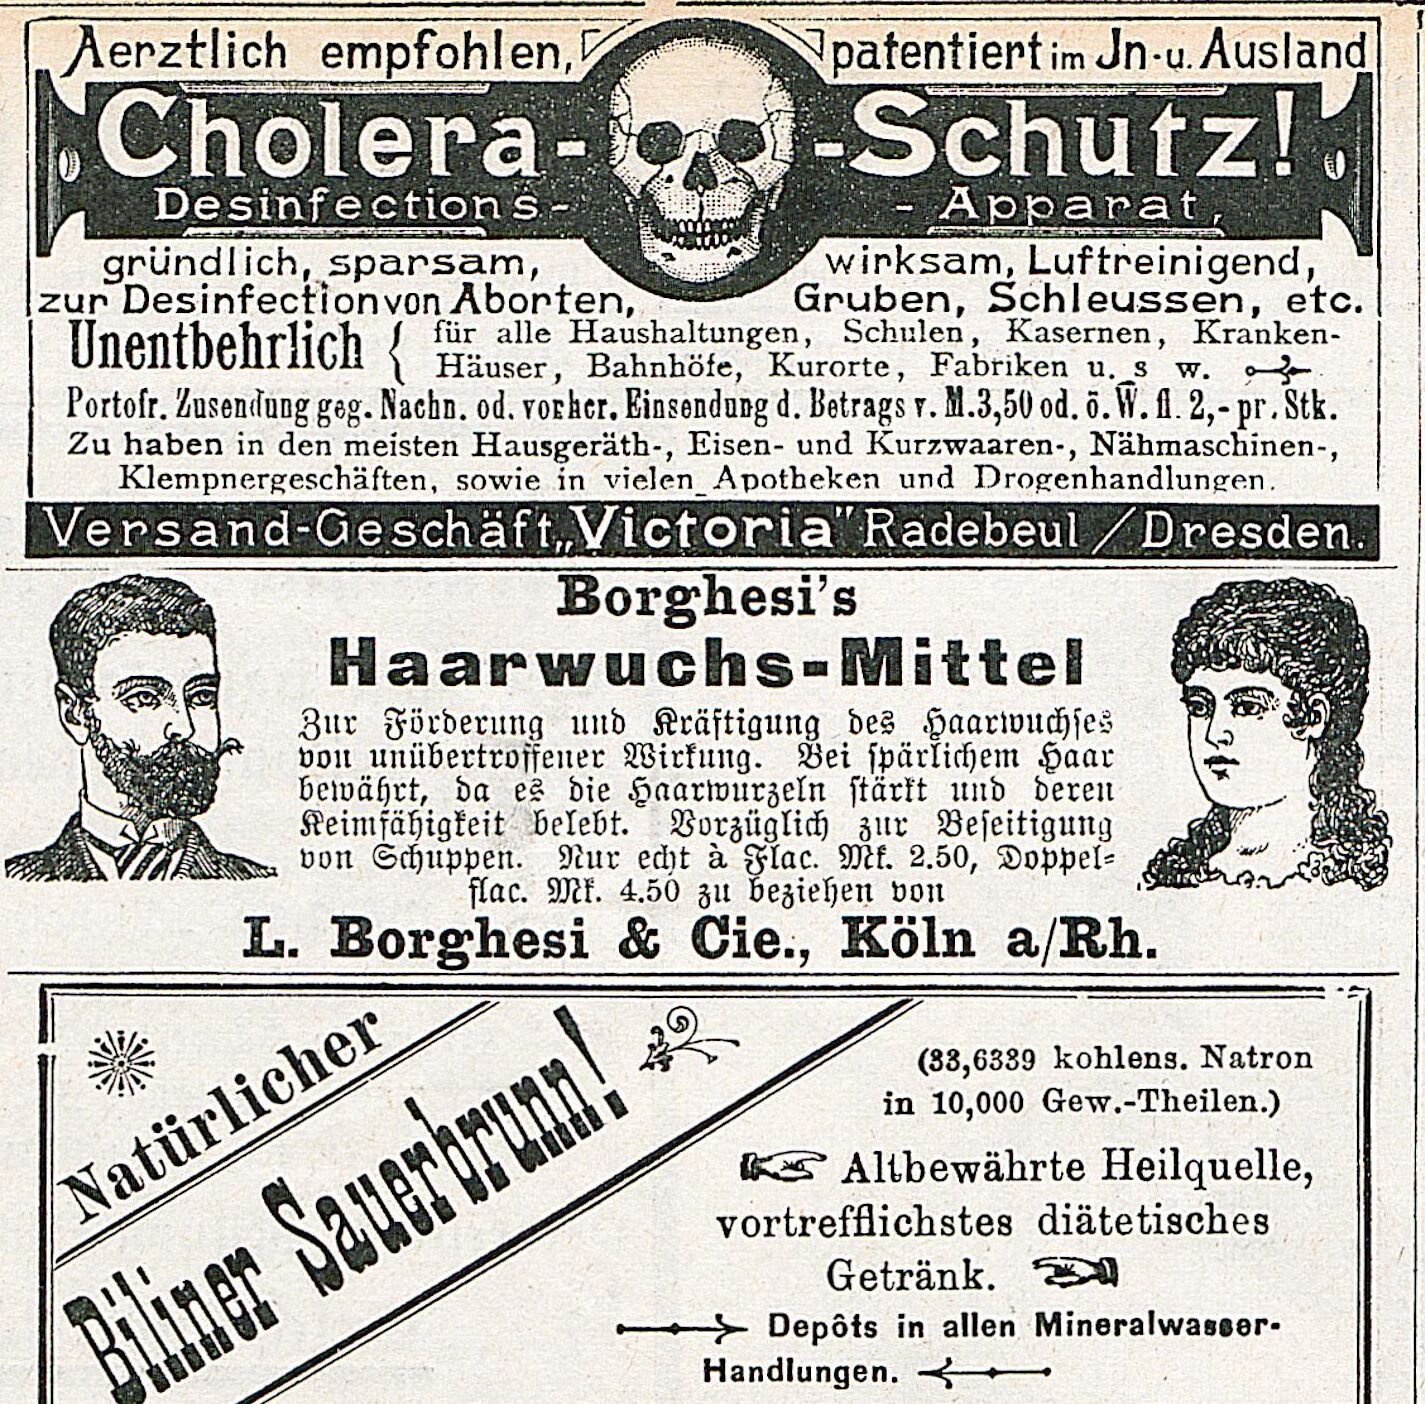 Aerztlich empfohlen, patentiert im Jn- u. Ausland
Cholera- -Schutz!
Desinfections- -Apparat,
gründlich, sparsam, wirksam, Luftreinigend,
zur Desinfection von Aborten, Gruben, Schleussen, etc.
Unentbehrlich { für alle Haushaltungen, Schulen, Kasernen, Kranken-
Häuser, Bahnhöfe, Kurorte, Fabriken u. s w.
Portofr. Zusendung geg. Nachn. od. vorher. Einsendung d. Betrags v. M. 3,50 od. ö. W. fl. 2,- pr. Stk.
Zu haben in den meisten Hausgeräth-, Eisen- und Kurzwaaren-, Nähmaschinen-,
Klempnergeschäften, sowie in vielen Apotheken und Drogenhandlungen.
Versand-Geschäft „Victoria" Radebeul / Dresden.
Borghesi's
Haarwuchs-Mittel
Zur Förderung und Kräftigung des Haarwuchses
von unübertroffener Wirkung. Bei spärlichem Haar
bewährt, da es die Haarwurzeln stärkt und deren
Keimfähigkeit belebt. Vorzüglich zur Beseitigung
von Schuppen. Nur echt à Flac. Mk. 2.50, Doppel-
flac. Mk. 4.50 zu beziehen von
L. Borghesi & Cie., Köln a/Rh.
Natürlicher
Biliner Sauerbrunn!
(33,6339 kohlens. Natron
in 10,000 Gew.-Theilen.)
Altbewährte Heilquelle,
vortrefflichstes diätetisches
Getränk.
Depôts in allen Mineralwasser-
Handlungen.